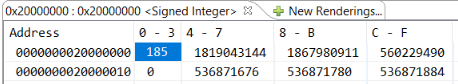 0x20000000 : 0x20000000 <Signed Integer> New Renderings...
Address 0 - 3 4 - 7 8 - B C - F
0000000020000000 185 1819043144 1867980911 560229490
0000000020000010 0 536871676 536871780 536871884